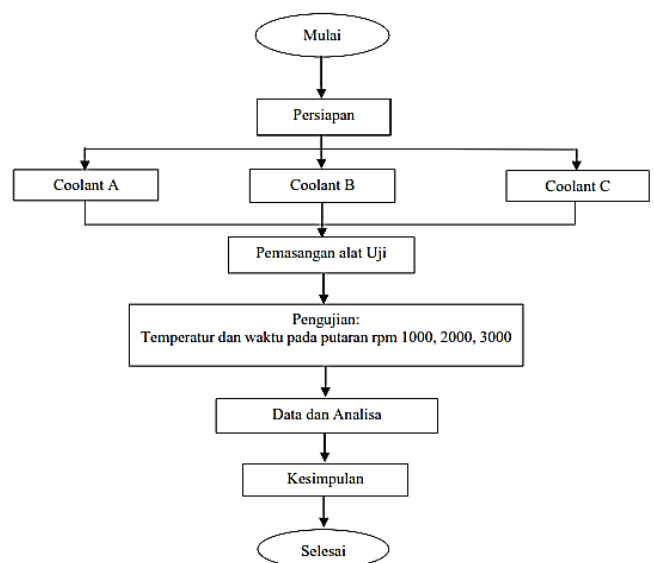 Mulai
Persiapan
Coolant A
Coolant B
Coolant C
Pemasangan alat Uji
Pengujian:
Temperatur dan waktu pada putaran rpm 1000, 2000, 3000
Data dan Analisa
Kesimpulan
Selesai